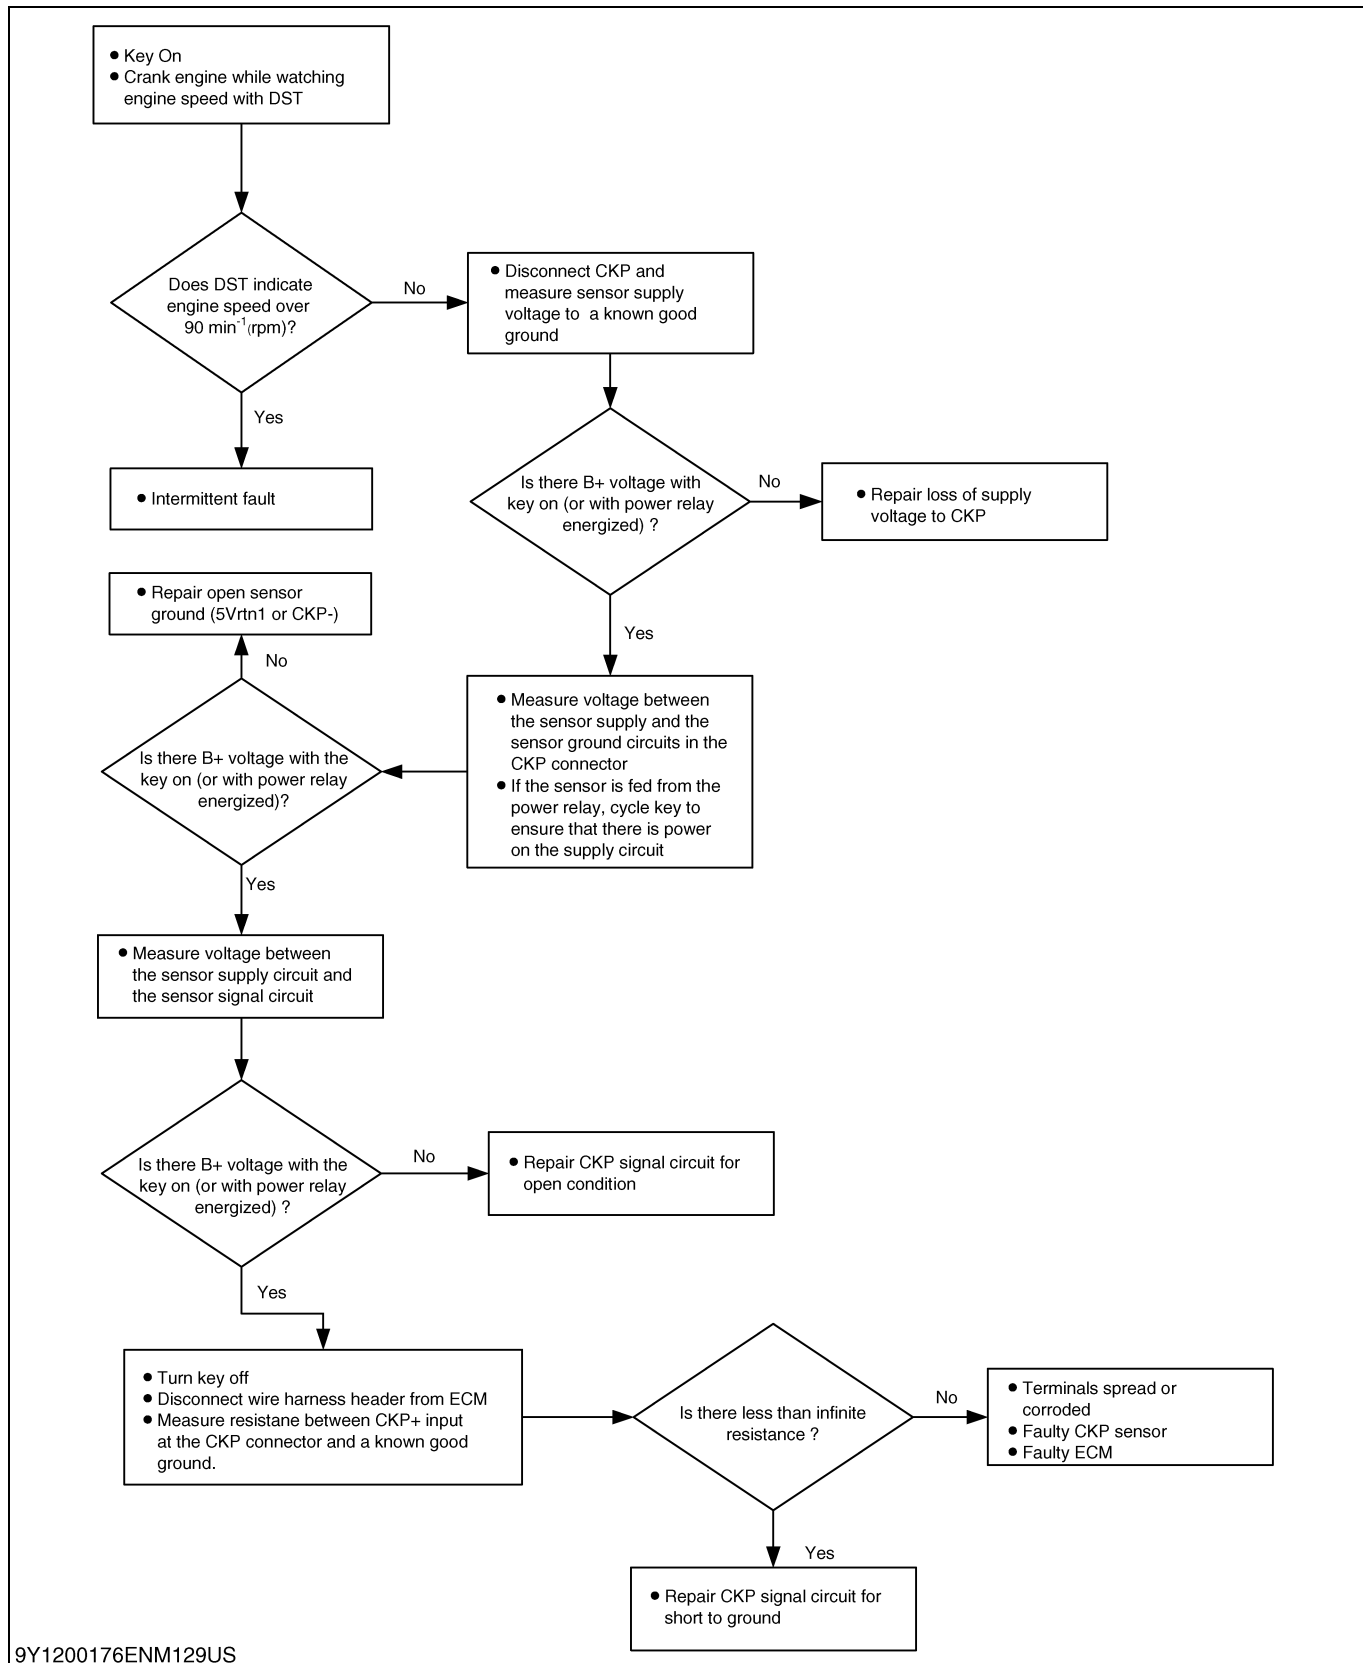 ● Key On
● Crank engine while watching
engine speed with DST
Does DST indicate
engine speed over
90 min⁻¹(rpm)?
No
● Disconnect CKP and
measure sensor supply
voltage to a known good
ground
Yes
● Intermittent fault
Is there B+ voltage with
key on (or with power relay
energized) ?
No
● Repair loss of supply
voltage to CKP
Yes
● Repair open sensor
ground (5Vrtn1 or CKP-)
No
● Measure voltage between
the sensor supply and the
sensor ground circuits in the
CKP connector
● If the sensor is fed from the
power relay, cycle key to
ensure that there is power
on the supply circuit
Is there B+ voltage with the
key on (or with power relay
energized)?
Yes
● Measure voltage between
the sensor supply circuit and
the sensor signal circuit
Is there B+ voltage with the
key on (or with power relay
energized) ?
No
● Repair CKP signal circuit for
open condition
Yes
● Turn key off
● Disconnect wire harness header from ECM
● Measure resistane between CKP+ input
at the CKP connector and a known good
ground.
Is there less than infinite
resistance ?
No
● Terminals spread or
corroded
● Faulty CKP sensor
● Faulty ECM
Yes
● Repair CKP signal circuit for
short to ground
9Y1200176ENM129US